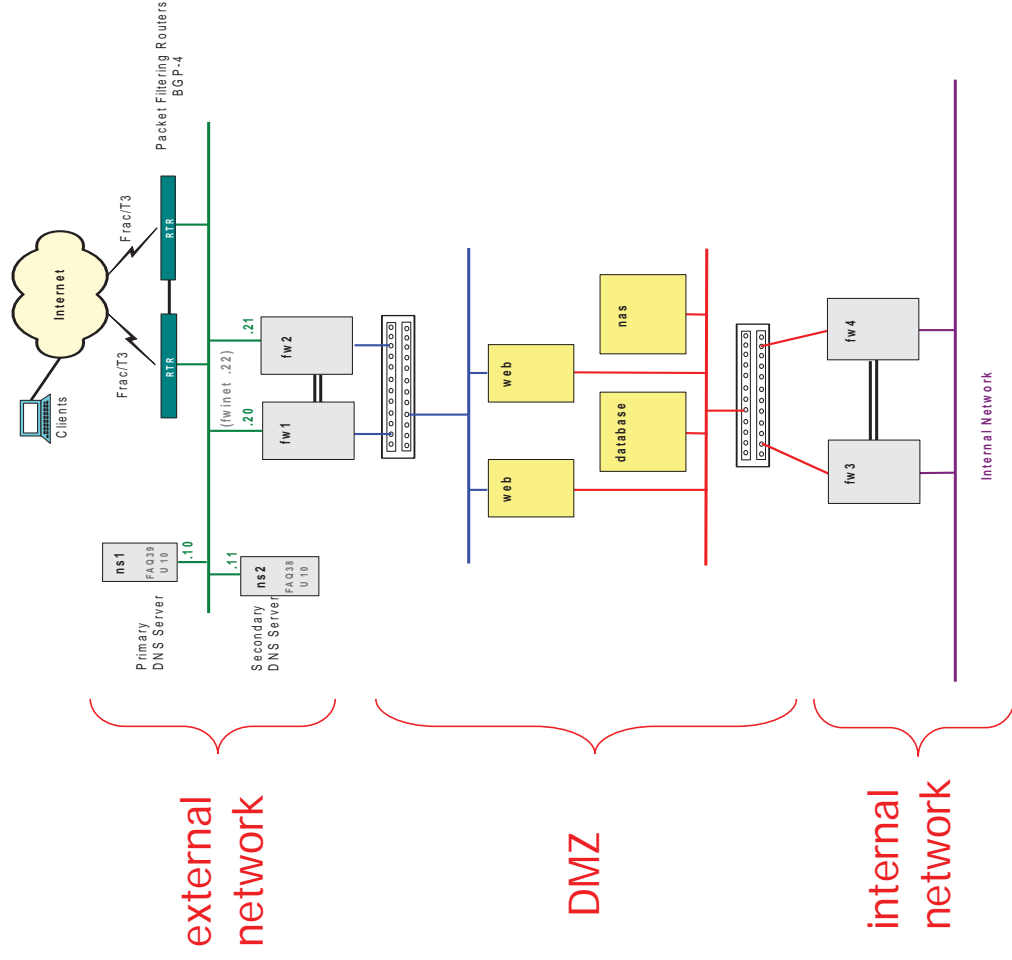 Clients
Internet
Frac/T3
Frac/T3
Packet Filtering Routers
BGP-4
RTR
RTR
Primary
DNS Server
ns1
FAQ39
U 10
.10
Secondary
DNS Server
ns2
FAQ38
U 10
.11
.20
(fwinet .22)
.21
fw1
fw2
web
web
database
nas
fw3
fw4
Internal Network
external
network
DMZ
internal
network